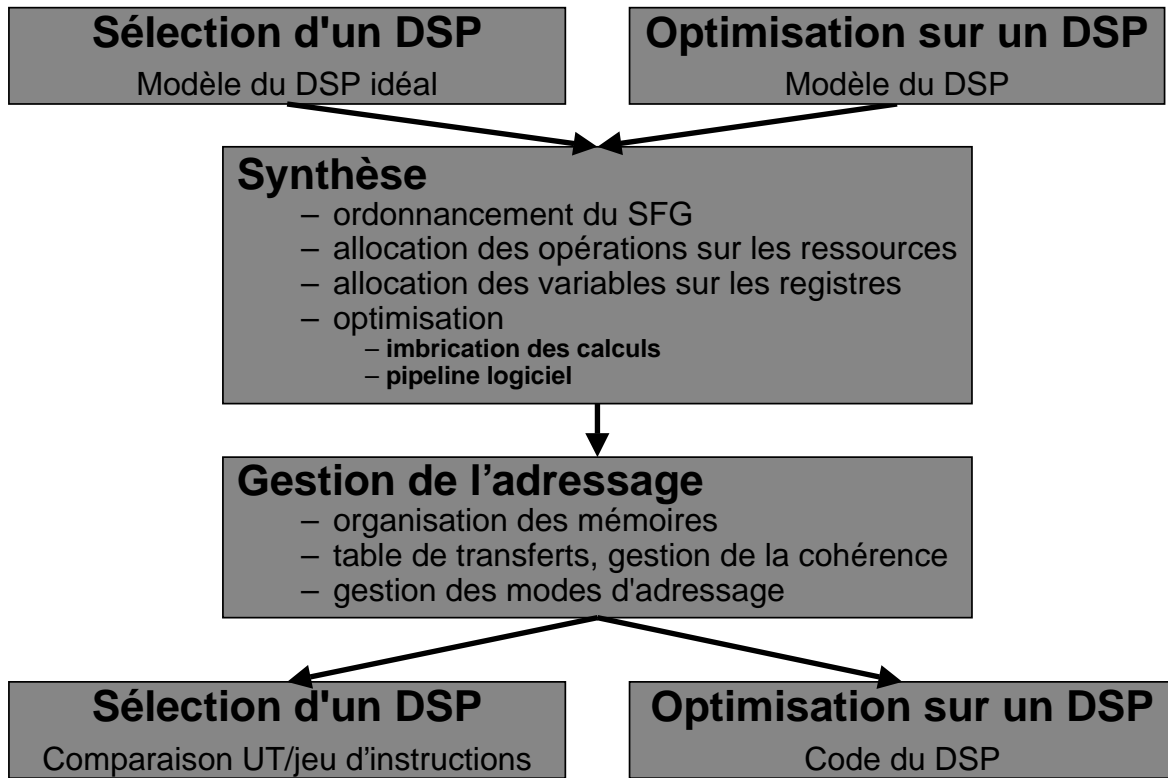 Sélection d'un DSP
Modèle du DSP idéal
Optimisation sur un DSP
Modèle du DSP
Synthèse
– ordonnancement du SFG
– allocation des opérations sur les ressources
– allocation des variables sur les registres
– optimisation
– imbrication des calculs
– pipeline logiciel
Gestion de l’adressage
– organisation des mémoires
– table de transferts, gestion de la cohérence
– gestion des modes d'adressage
Sélection d'un DSP
Comparaison UT/jeu d’instructions
Optimisation sur un DSP
Code du DSP